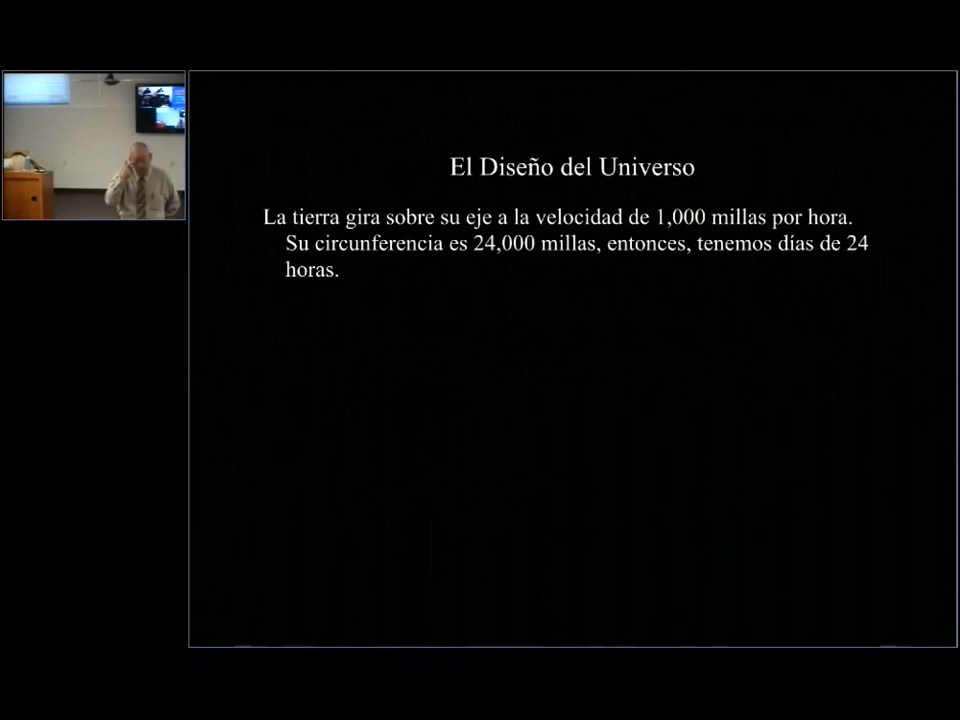 El Diseño del Universo
La tierra gira sobre su eje a la velocidad de 1,000 millas por hora.
Su circunferencia es 24,000 millas, entonces, tenemos días de 24
horas.